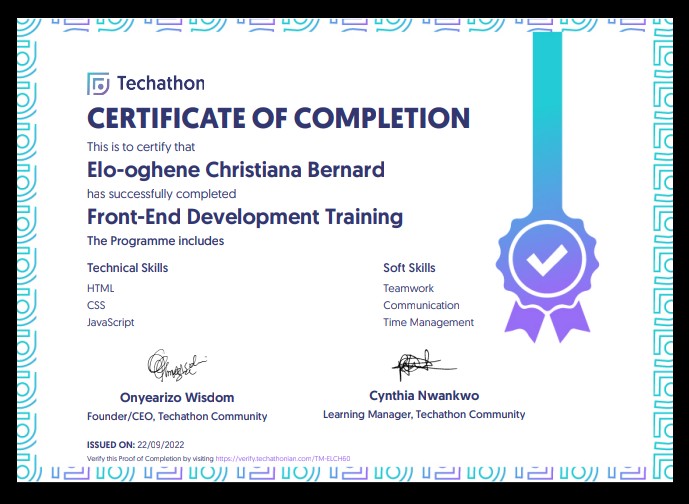 Techathon
CERTIFICATE OF COMPLETION
This is to certify that
Elo-oghene Christiana Bernard
has successfully completed
Front-End Development Training
The Programme includes
Technical Skills
HTML
CSS
JavaScript
Soft Skills
Teamwork
Communication
Time Management
Onyearizo Wisdom
Founder/CEO, Techathon Community
Cynthia Nwankwo
Learning Manager, Techathon Community
ISSUED ON: 22/09/2022
Verify this Proof of Completion by visiting https://verify.techathonlan.com/TM-ELCH60